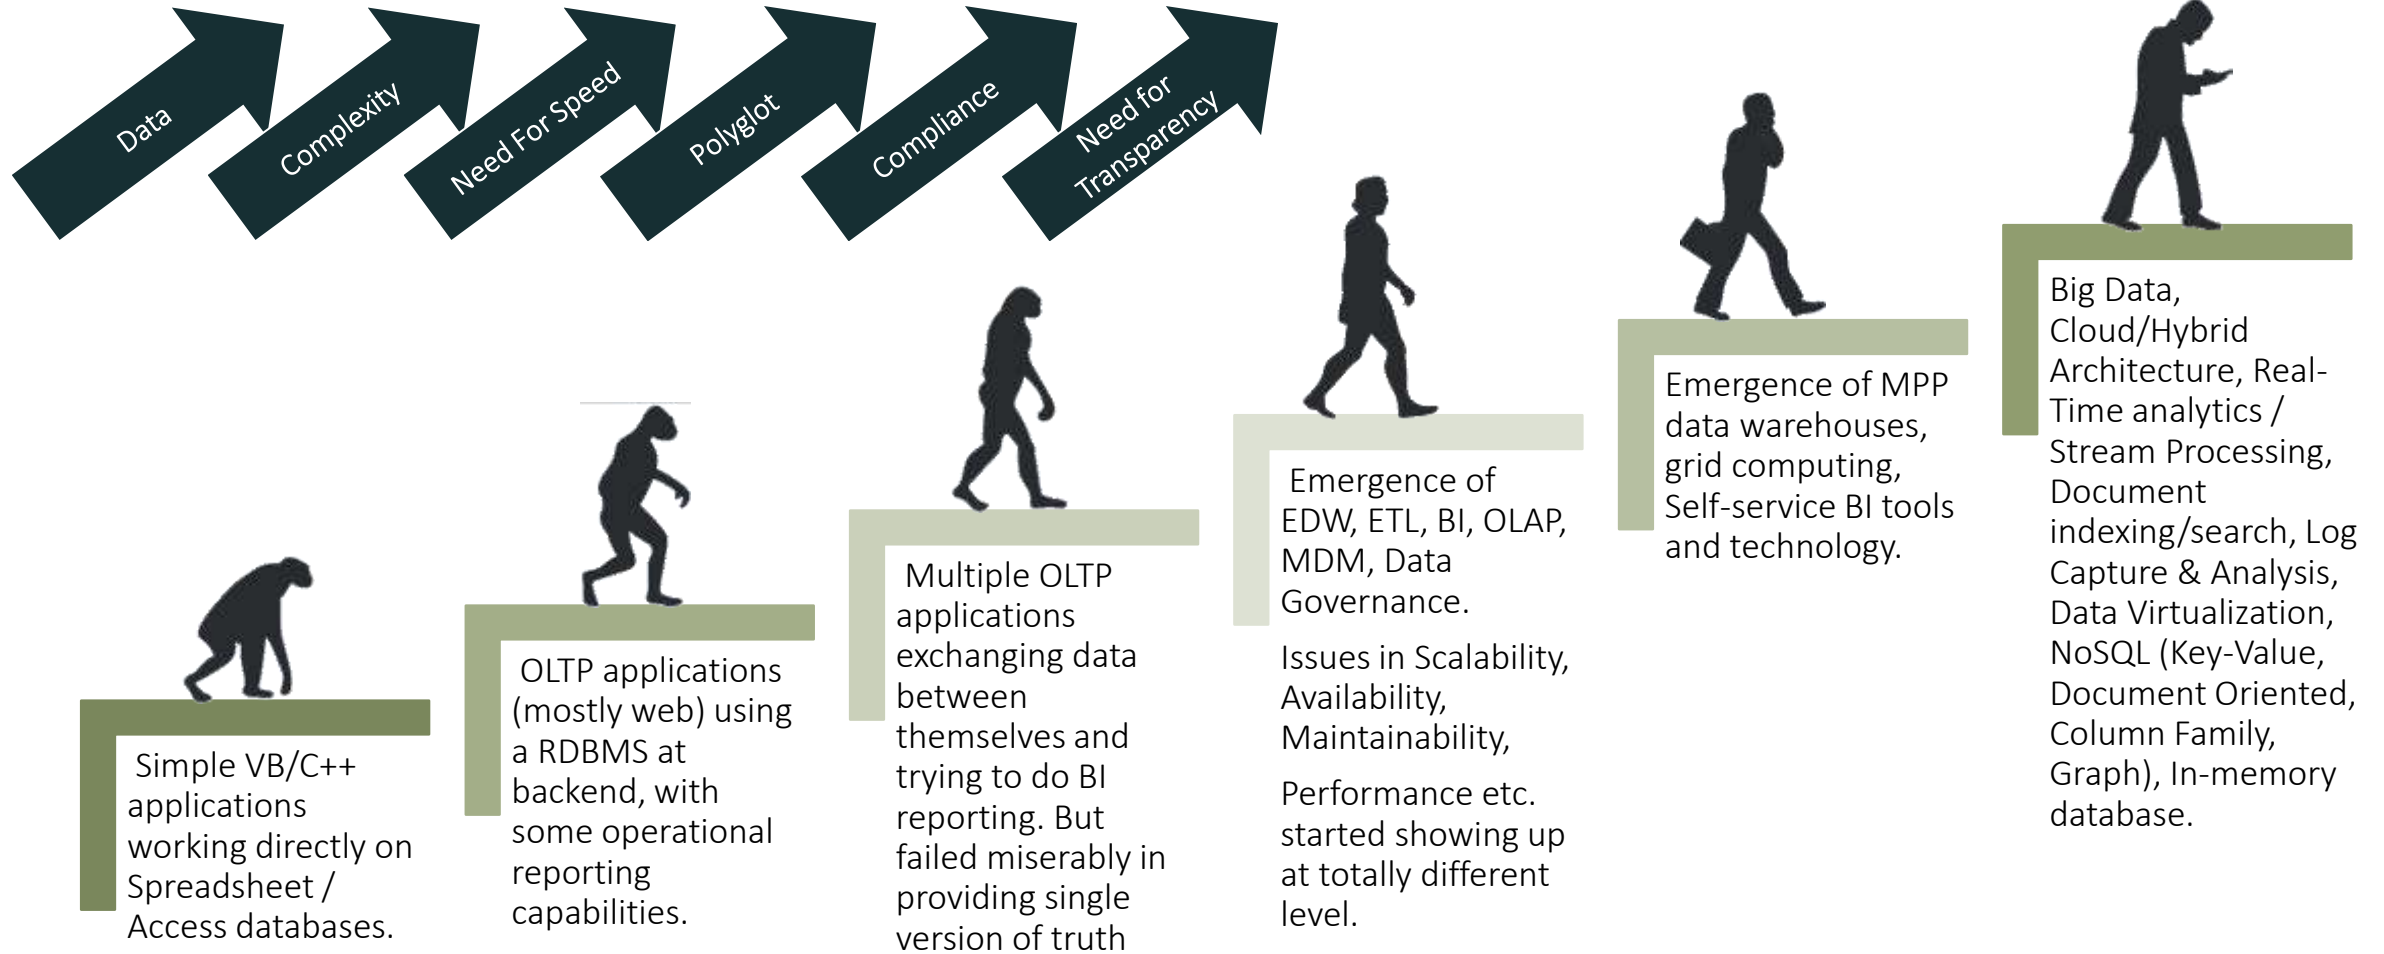 Data
Complexity
Need For Speed
Polyglot
Compliance
Need for
Transparency
Simple VB/C++
applications
working directly on
Spreadsheet /
Access databases.
OLTP applications
(mostly web) using
a RDBMS at
backend, with
some operational
reporting
capabilities.
Multiple OLTP
applications
exchanging data
between
themselves and
trying to do BI
reporting. But
failed miserably in
providing single
version of truth
Emergence of
EDW, ETL, BI, OLAP,
MDM, Data
Governance.
Issues in Scalability,
Availability,
Maintainability,
Performance etc.
started showing up
at totally different
level.
Emergence of MPP
data warehouses,
grid computing,
Self-service BI tools
and technology.
Big Data,
Cloud/Hybrid
Architecture, Real-
Time analytics /
Stream Processing,
Document
indexing/search, Log
Capture & Analysis,
Data Virtualization,
NoSQL (Key-Value,
Document Oriented,
Column Family,
Graph), In-memory
database.